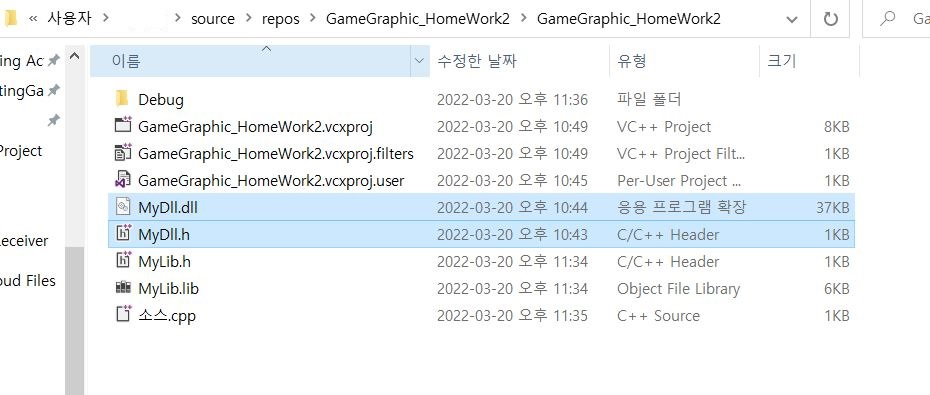 « 사용자 > source > repos > GameGraphic_HomeWork2 > GameGraphic_HomeWork2 Ga
이름 수정한 날짜 유형 크기
ing Ac
tingGa
Project
eceiver
oud Files
Debug 2022-03-20 오후 11:36 파일 폴더
GameGraphic_HomeWork2.vcxproj 2022-03-20 오후 10:49 VC++ Project 8KB
GameGraphic_HomeWork2.vcxproj.filters 2022-03-20 오후 10:49 VC++ Project Filt... 1KB
GameGraphic_HomeWork2.vcxproj.user 2022-03-20 오후 10:45 Per-User Project ... 1KB
MyDll.dll 2022-03-20 오후 10:44 응용 프로그램 확장 37KB
MyDll.h 2022-03-20 오후 10:43 C/C++ Header 1KB
MyLib.h 2022-03-20 오후 11:34 C/C++ Header 1KB
MyLib.lib 2022-03-20 오후 11:34 Object File Library 6KB
소스.cpp 2022-03-20 오후 11:35 C++ Source 1KB